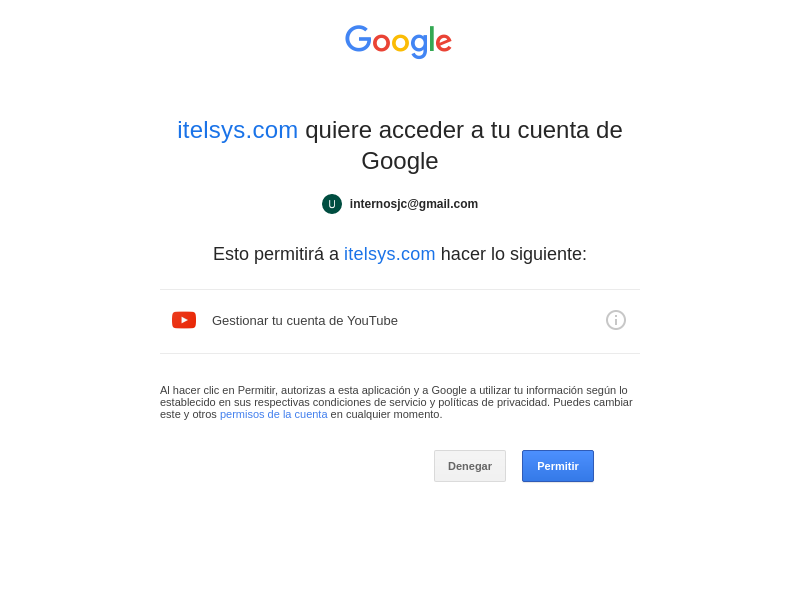 Google
itelsys.com quiere acceder a tu cuenta de
Google
U internosjc@gmail.com
Esto permitirá a itelsys.com hacer lo siguiente:
Gestionar tu cuenta de YouTube
Al hacer clic en Permitir, autorizas a esta aplicación y a Google a utilizar tu información según lo
establecido en sus respectivas condiciones de servicio y políticas de privacidad. Puedes cambiar
este y otros permisos de la cuenta en cualquier momento.
Denegar Permitir